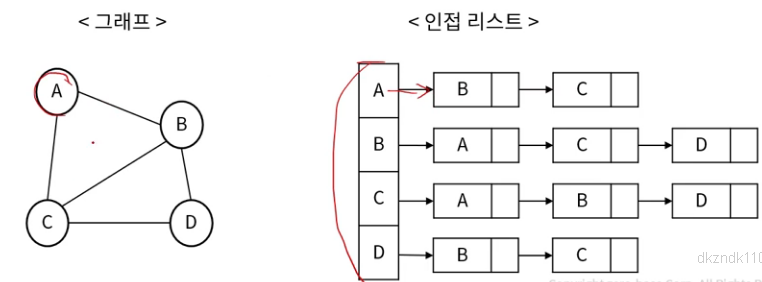 < 그래프 >
< 인접 리스트 >
A
B
C
D
A B C
B A C D
C A B D
D B C
dkzndk110